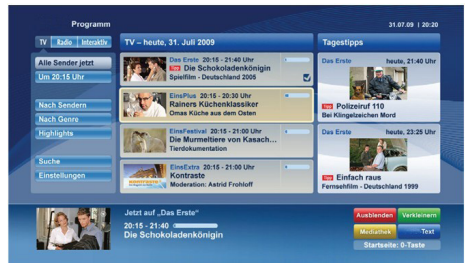 Programm
31.07.09 | 20:20
TV Radio Interaktiv
TV – heute, 31. Juli 2009
Tagestipps
Alle Sender jetzt
Um 20:15 Uhr
Nach Sendern
Nach Genre
Highlights
Suche
Einstellungen
Das Erste 20:15 - 21:40 Uhr
Die Schokoladenkönigin
Spielfilm - Deutschland 2005
EinsPlus 20:15 - 20:30 Uhr
Rainers Küchenklassiker
Omas Küche aus dem Osten
EinsFestival 20:15 - 21:00 Uhr
Die Murmeltiere von Kasach...
Tierdokumentation
EinsExtra 20:15 - 21:00 Uhr
Kontraste
Moderation: Astrid Frohloff
Das Erste heute, 21:40 Uhr
Polizeiruf 110
Bei Klingelzeichen Mord
Das Erste heute, 23:25 Uhr
Einfach raus
Fernsehfilm - Deutschland 1999
Jetzt auf „Das Erste“
20:15 - 21:40
Die Schokoladenkönigin
Ausblenden Verkleinern
Mediathek Text
Startseite: 0-Taste